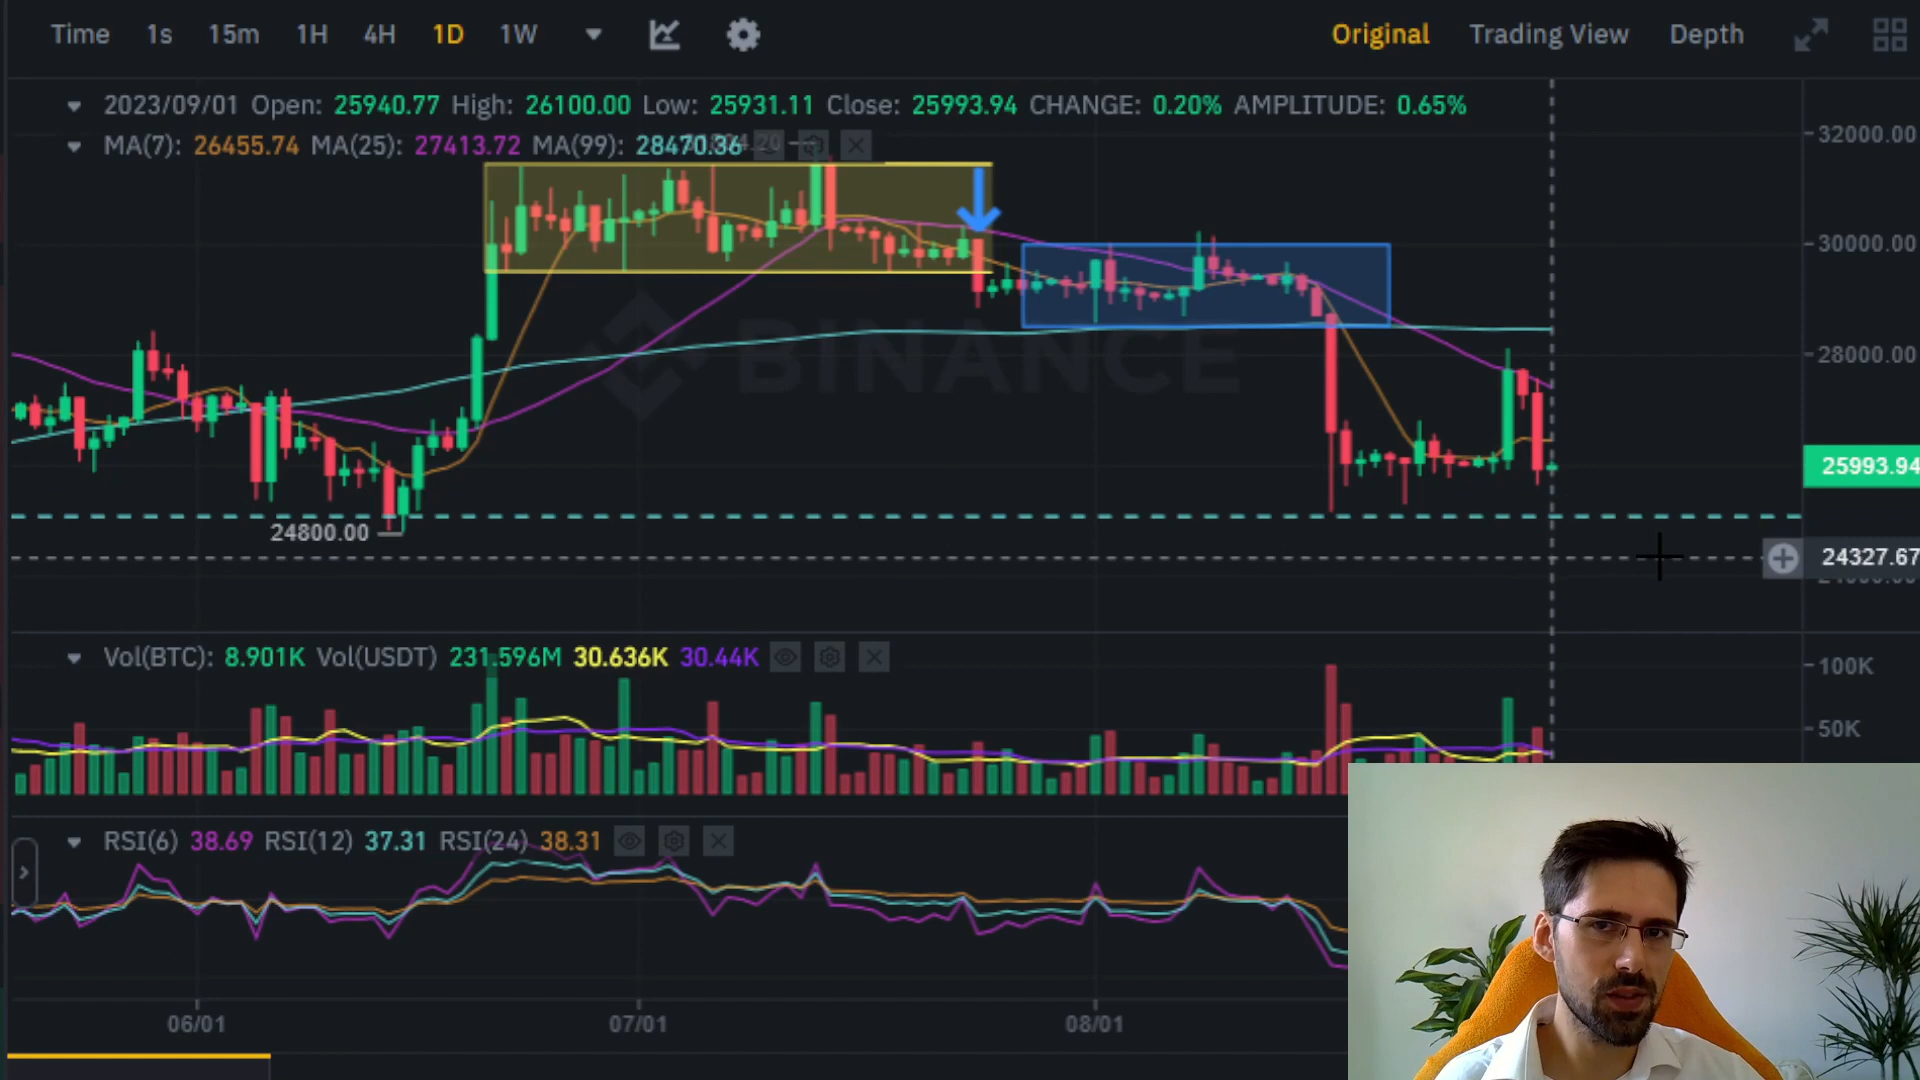 Time 1s 15m 1H 4H 1D 1W Original Trading View Depth
2023/09/01 Open: 25940.77 High: 26100.00 Low: 25931.11 Close: 25993.94 CHANGE: 0.20% AMPLITUDE: 0.65%
MA(7): 26455.74 MA(25): 27413.72 MA(99): 28470.36
32000.00
30000.00
BINANCE
28000.00
25993.94
24800.00
24327.67
Vol(BTC): 8.901K Vol(USDT) 231.596M 30.636K 30.44K
100K
50K
RSI(6) 38.69 RSI(12) 37.31 RSI(24) 38.31
06/01 07/01 08/01